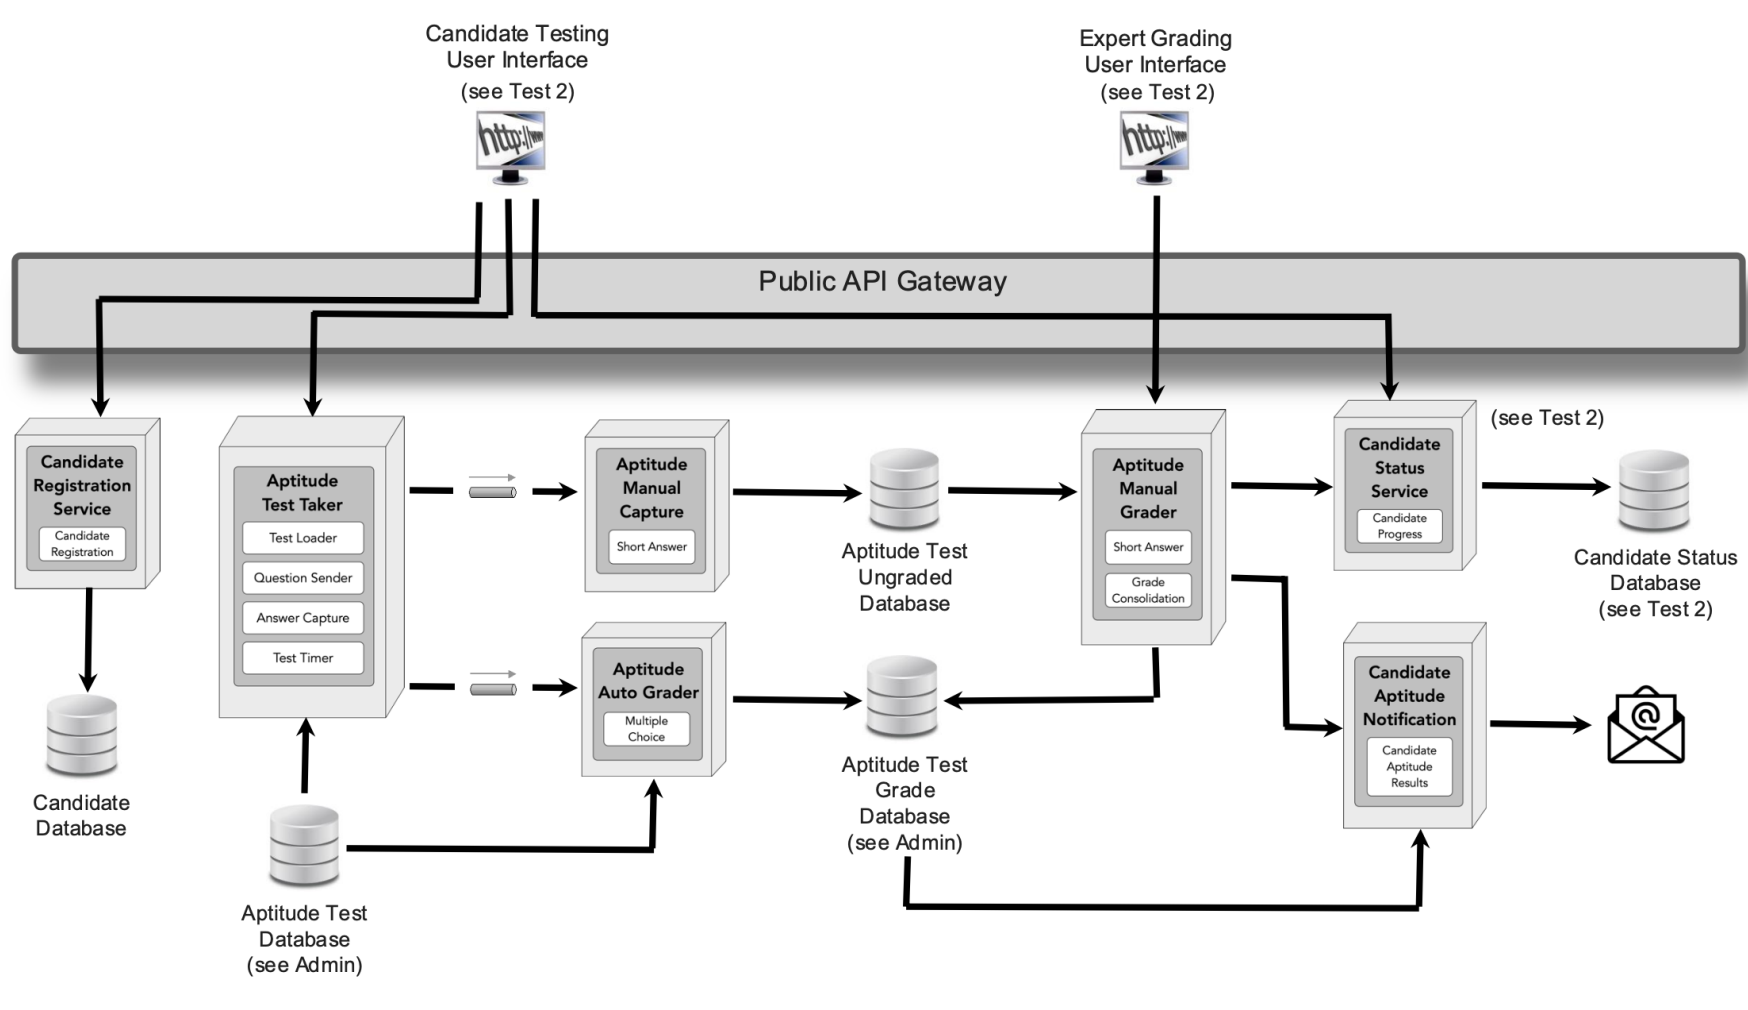 Candidate Testing
User Interface
(see Test 2)
Expert Grading
User Interface
(see Test 2)
http://www
http://www
Public API Gateway
Candidate
Registration
Service
Candidate
Registration
Candidate
Database
Aptitude
Test Taker
Test Loader
Question Sender
Answer Capture
Test Timer
Aptitude Test
Database
(see Admin)
Aptitude
Manual
Capture
Short Answer
Aptitude
Auto Grader
Multiple
Choice
Aptitude Test
Ungraded
Database
Aptitude Test
Grade
Database
(see Admin)
Aptitude
Manual
Grader
Short Answer
Grade
Consolidation
Candidate
Status
Service
Candidate
Progress
(see Test 2)
Candidate Status
Database
(see Test 2)
Candidate
Aptitude
Notification
Candidate
Aptitude
Results
@